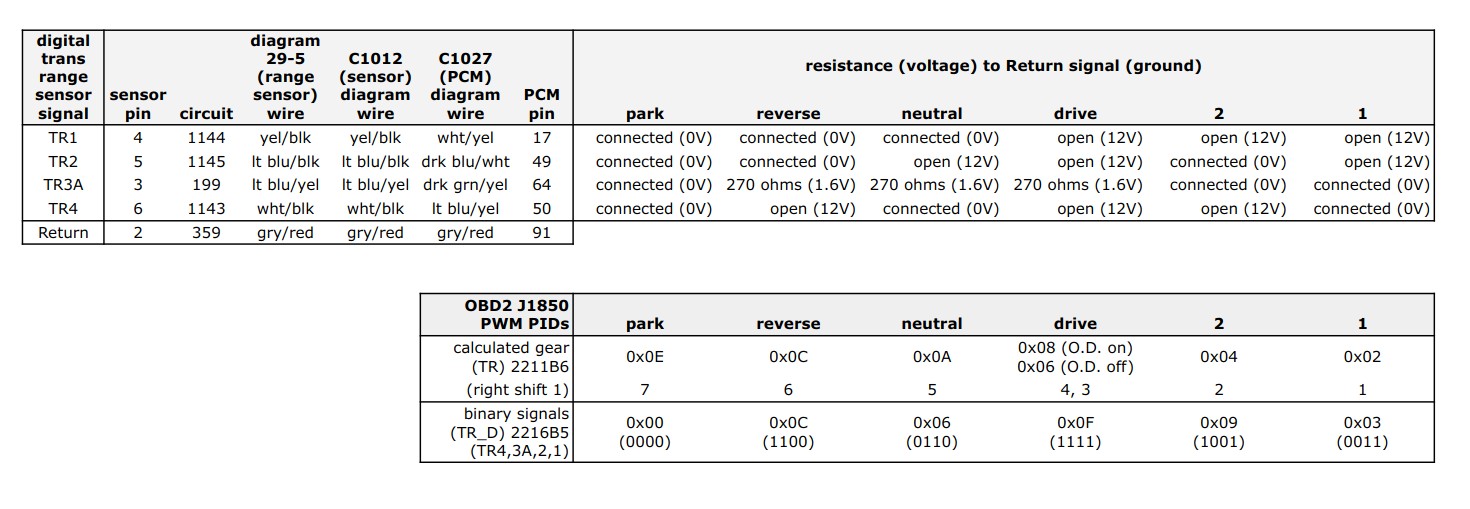 digital trans range sensor signal | sensor pin | circuit | diagram 29-5 (range sensor) wire | C1012 (sensor) diagram wire | C1027 (PCM) diagram wire | PCM pin | resistance (voltage) to Return signal (ground)
park | reverse | neutral | drive | 2 | 1
TR1 | 4 | 1144 | yel/blk | yel/blk | wht/yel | 17 | connected (0V) | connected (0V) | connected (0V) | open (12V) | open (12V) | open (12V)
TR2 | 5 | 1145 | lt blu/blk | lt blu/blk | drk blu/wht | 49 | connected (0V) | connected (0V) | open (12V) | open (12V) | connected (0V) | open (12V)
TR3A | 3 | 199 | lt blu/yel | lt blu/yel | drk grn/yel | 64 | connected (0V) | 270 ohms (1.6V) | 270 ohms (1.6V) | 270 ohms (1.6V) | connected (0V) | connected (0V)
TR4 | 6 | 1143 | wht/blk | wht/blk | lt blu/yel | 50 | connected (0V) | open (12V) | connected (0V) | open (12V) | open (12V) | connected (0V)
Return | 2 | 359 | gry/red | gry/red | gry/red | 91
OBD2 J1850 PWM PIDs | park | reverse | neutral | drive | 2 | 1
calculated gear (TR) 2211B6 | 0x0E | 0x0C | 0x0A | 0x08 (O.D. on) 0x06 (O.D. off) | 0x04 | 0x02
(right shift 1) | 7 | 6 | 5 | 4, 3 | 2 | 1
binary signals (TR_D) 2216B5 (TR4,3A,2,1) | 0x00 (0000) | 0x0C (1100) | 0x06 (0110) | 0x0F (1111) | 0x09 (1001) | 0x03 (0011)